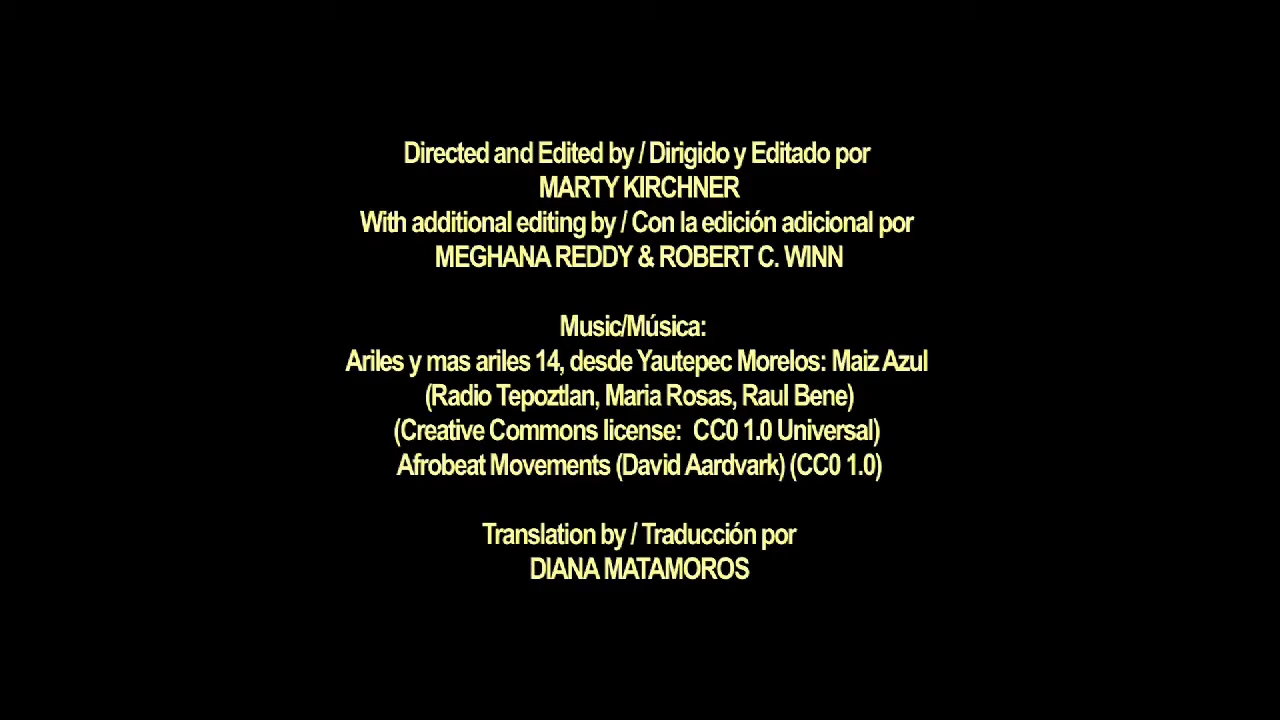 Directed and Edited by / Dirigido y Editado por
MARTY KIRCHNER
With additional editing by / Con la edición adicional por
MEGHANA REDDY & ROBERT C. WINN
Music/Música:
Ariles y mas ariles 14, desde Yautepec Morelos: Maiz Azul
(Radio Tepoztlan, Maria Rosas, Raul Bene)
(Creative Commons license:  CC0 1.0 Universal)
Afrobeat Movements (David Aardvark) (CC0 1.0)
Translation by / Traducción por
DIANA MATAMOROS